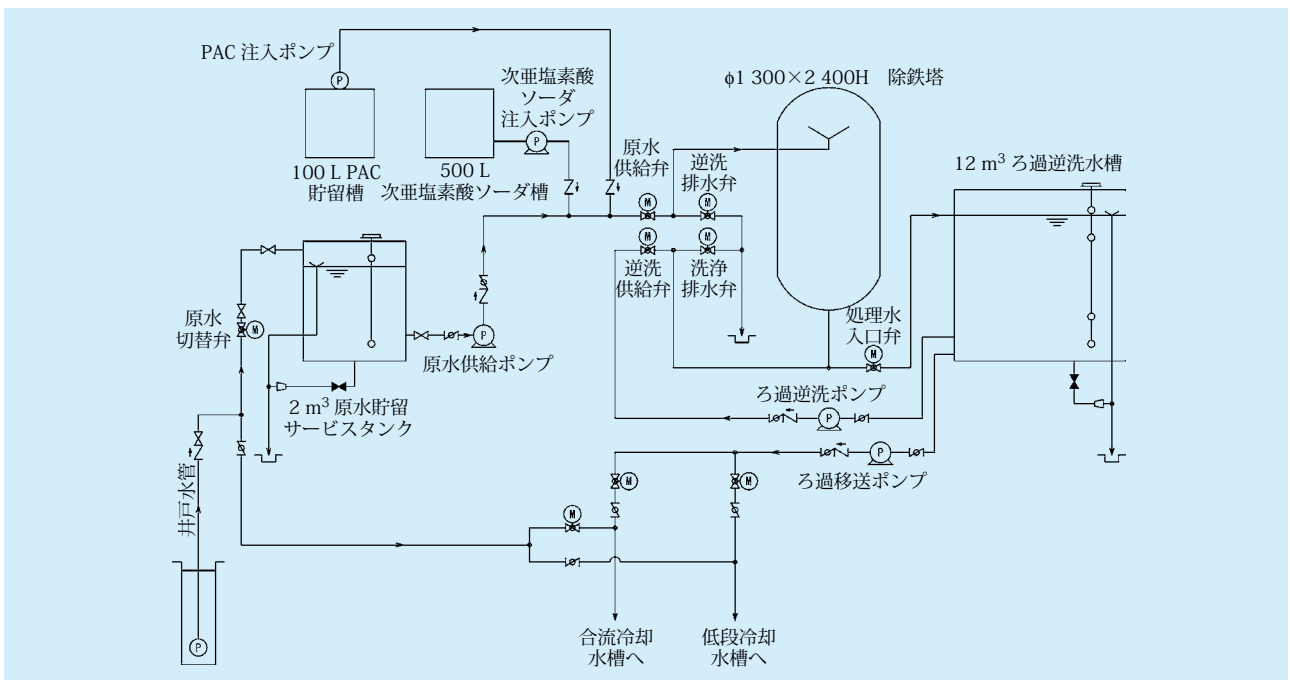 PAC 注入ポンプ
P
100 L PAC
貯留槽
次亜塩素酸
ソーダ
注入ポンプ
P
500 L
次亜塩素酸ソーダ槽
φ1 300×2 400H 除鉄塔
原水
供給弁
M
逆洗
排水弁
M
12 m³ ろ過逆洗水槽
M
逆洗
供給弁
M
洗浄
排水弁
原水
切替弁
M
P
原水供給ポンプ
2 m³ 原水貯留
サービスタンク
処理水
入口弁
M
ろ過逆洗ポンプ
P
P
ろ過移送ポンプ
M
M
M
井戸水管
P
合流冷却
水槽へ
低段冷却
水槽へ